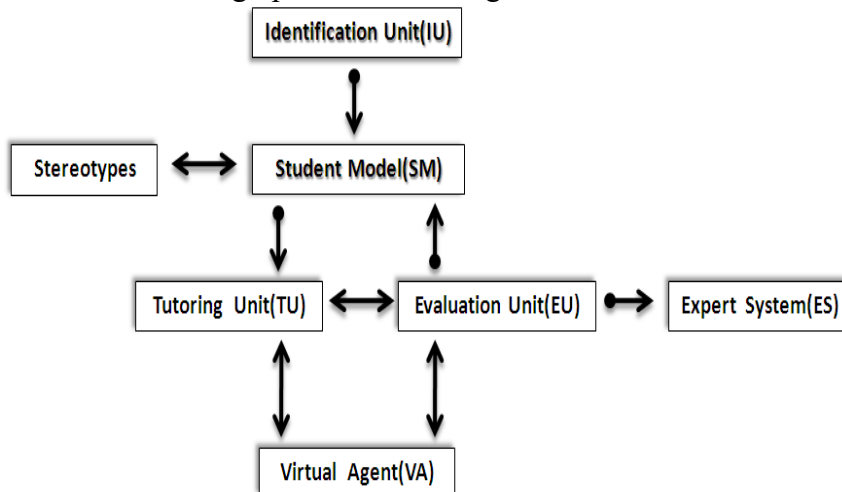 Identification Unit(IU)
Stereotypes
Student Model(SM)
Tutoring Unit(TU)
Evaluation Unit(EU)
Expert System(ES)
Virtual Agent(VA)